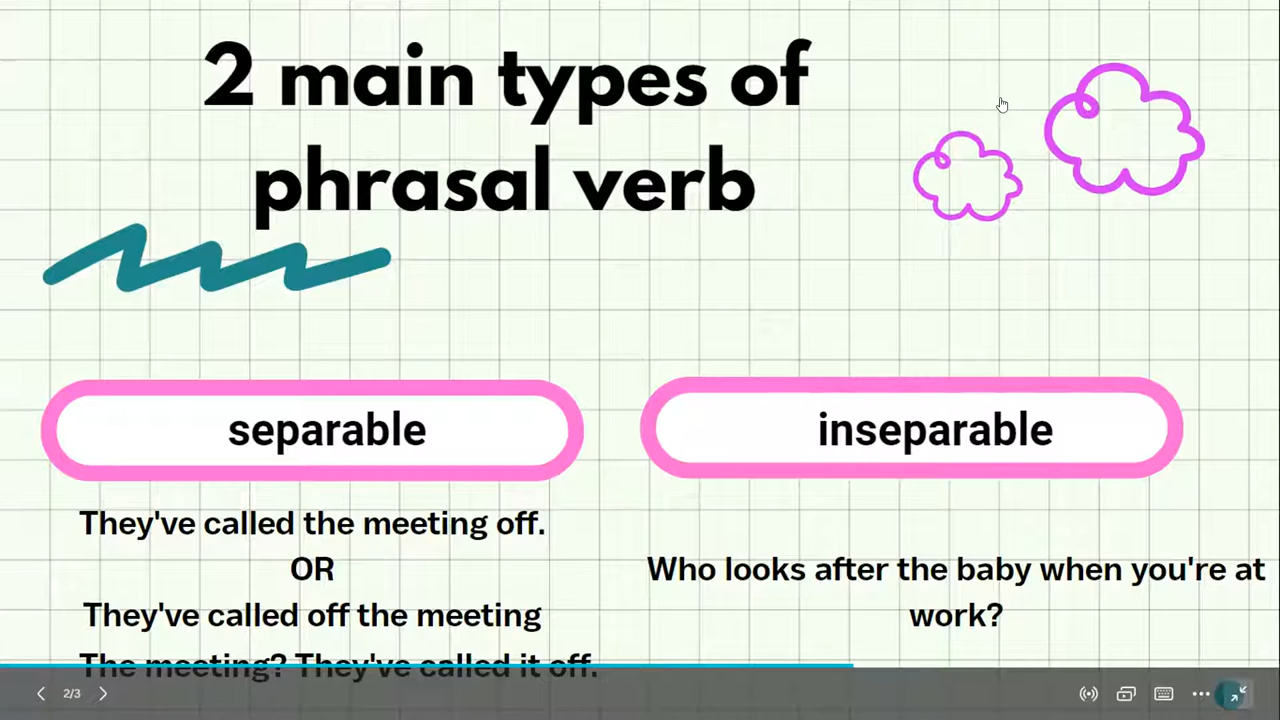 2 main types of
phrasal verb
separable
inseparable
They've called the meeting off.
OR
They've called off the meeting
The meeting? They've called it off.
Who looks after the baby when you're at
work?
2/3